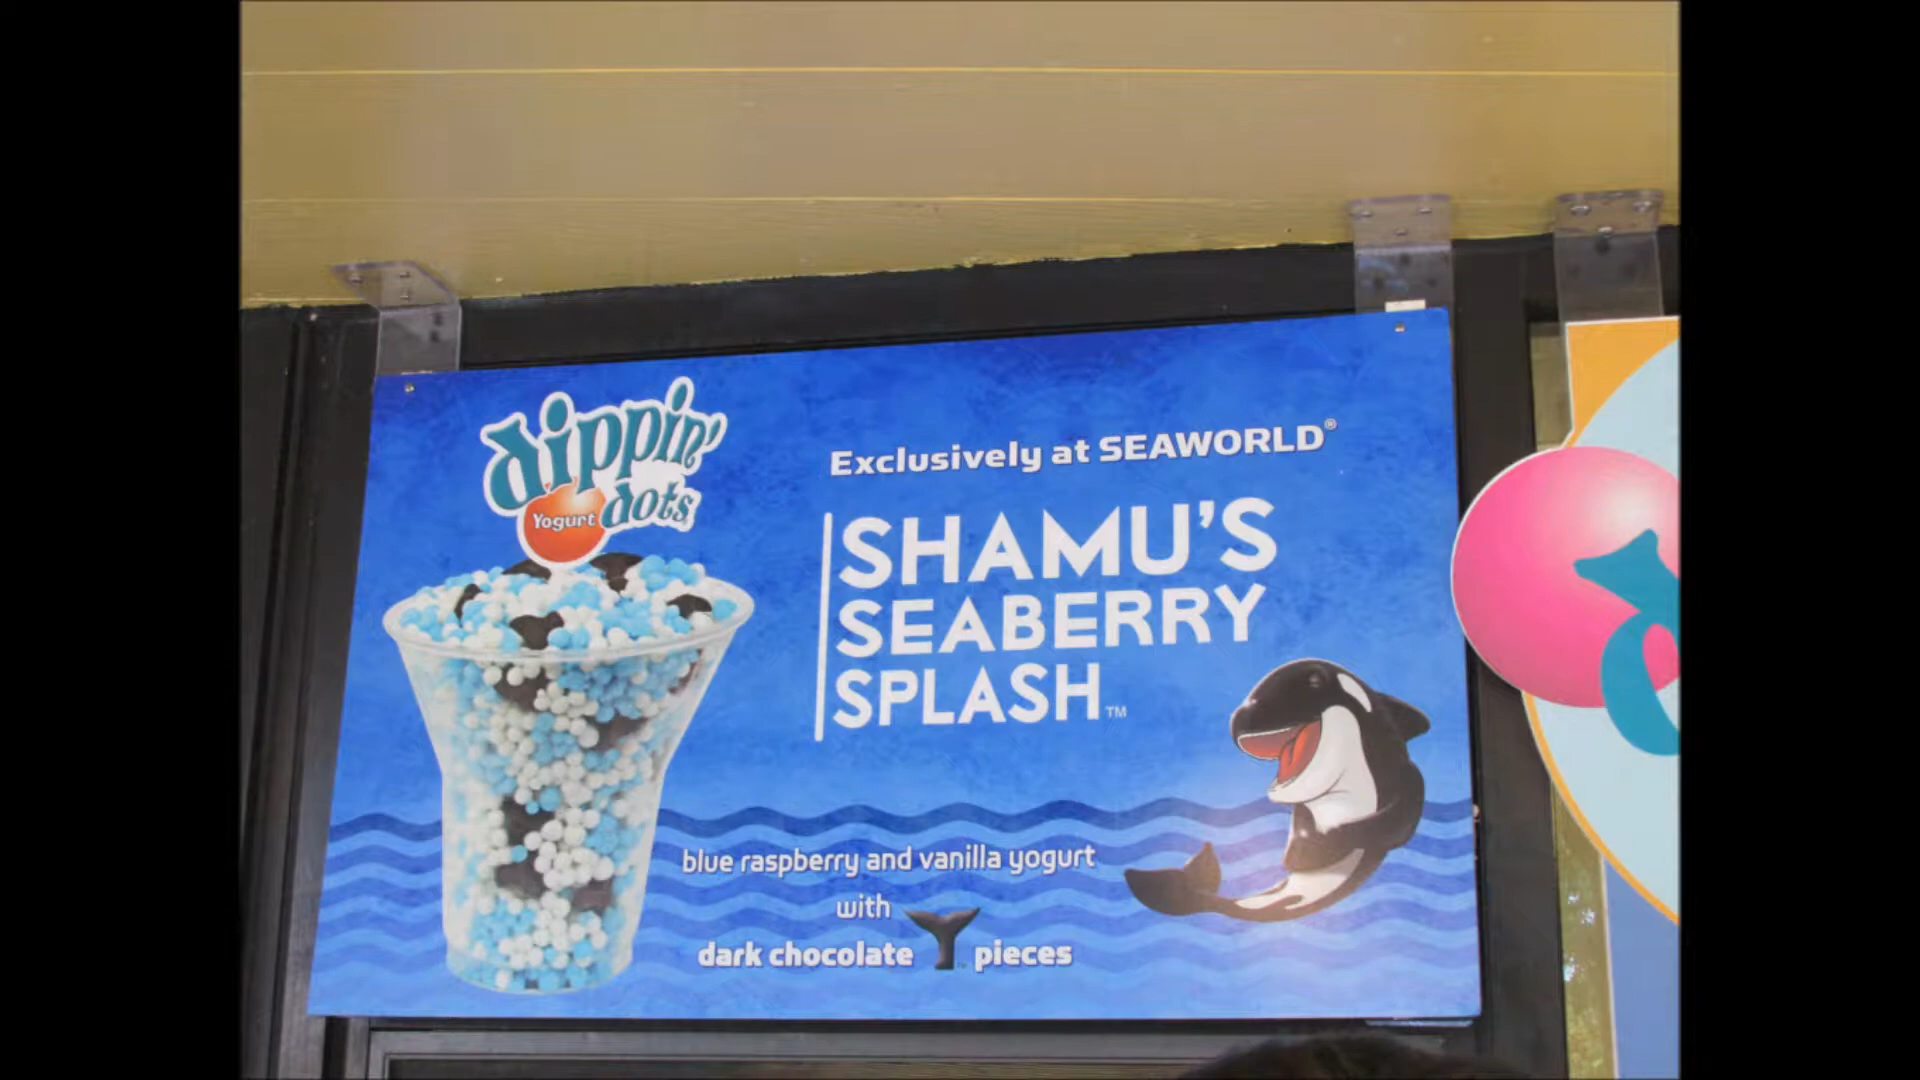 dippin'
Yogurt dots
Exclusively at SEAWORLD®
SHAMU'S
SEABERRY
SPLASH™
blue raspberry and vanilla yogurt
with
dark chocolate pieces